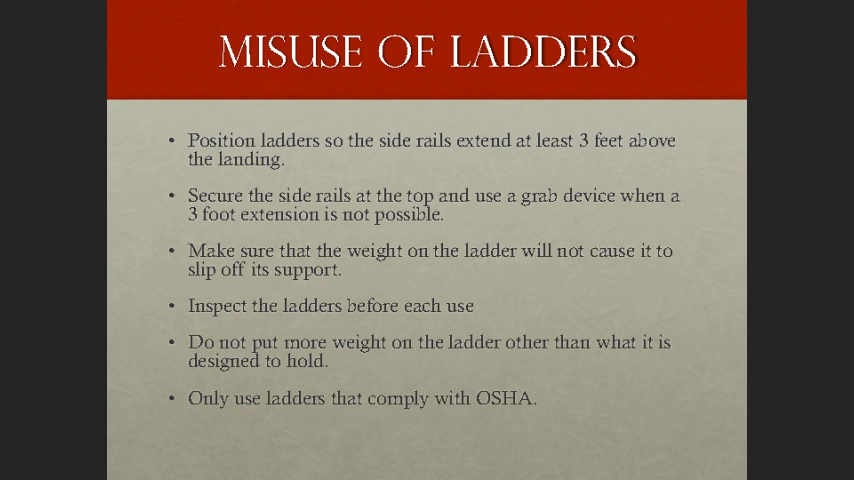 MISUSE OF LADDERS
• Position ladders so the side rails extend at least 3 feet above
the landing.
• Secure the side rails at the top and use a grab device when a
3 foot extension is not possible.
• Make sure that the weight on the ladder will not cause it to
slip off its support.
• Inspect the ladders before each use
• Do not put more weight on the ladder other than what it is
designed to hold.
• Only use ladders that comply with OSHA.